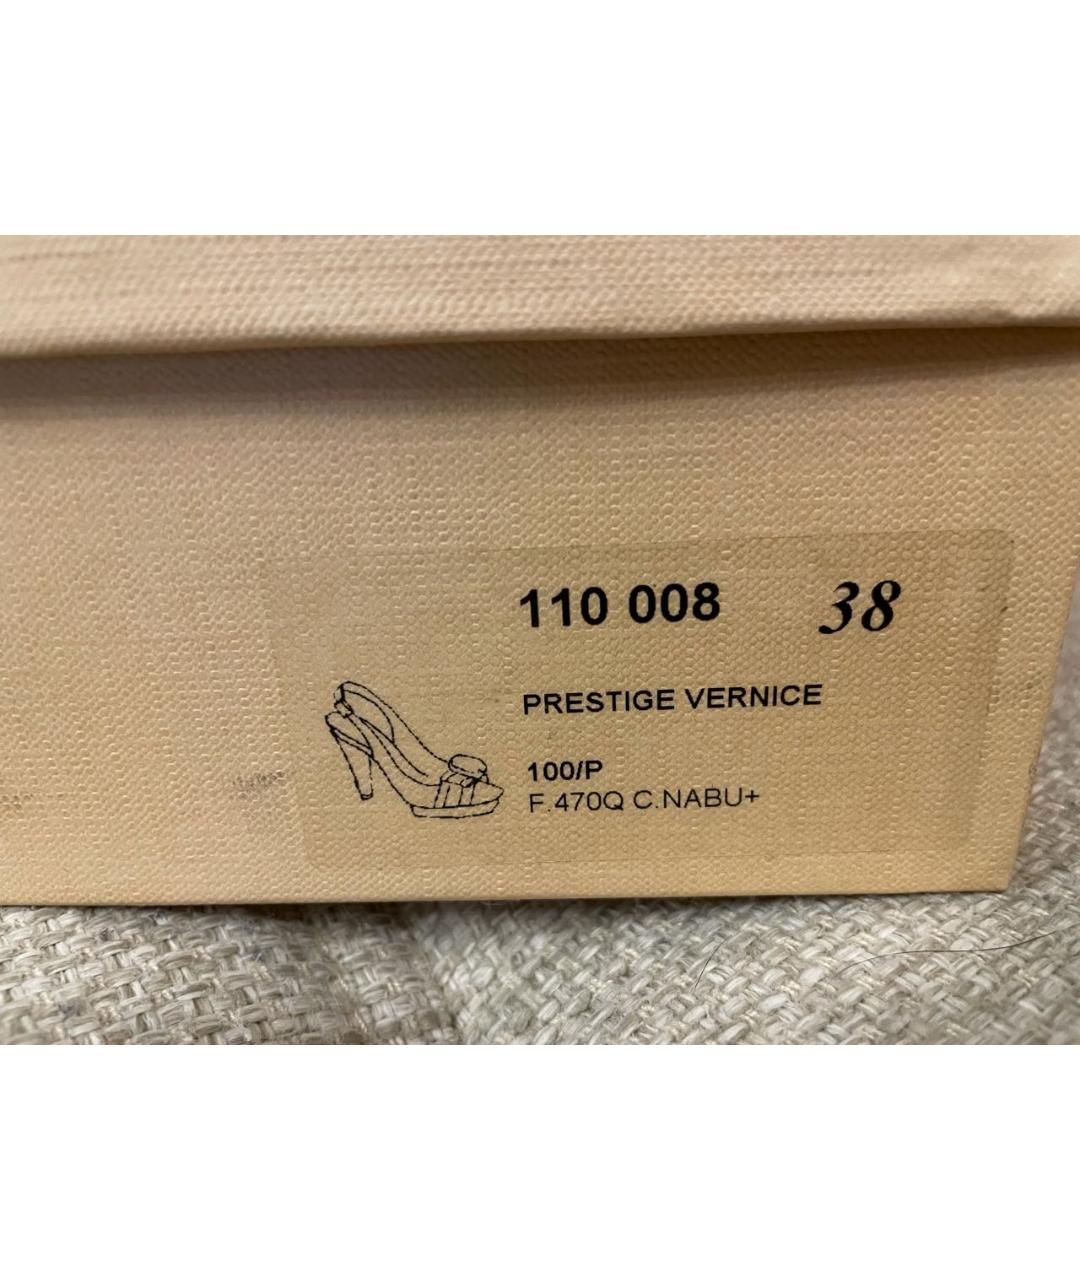 110 008 38
PRESTIGE VERNICE
100/P
F.470Q C.NABU+